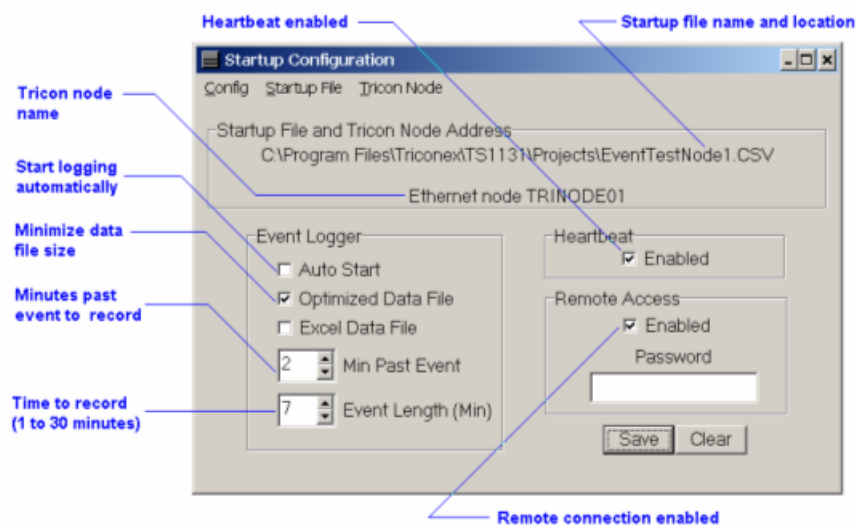 Heartbeat enabled
Startup file name and location
Startup Configuration
Config Startup File Tricon Node
Tricon node
name
Startup File and Tricon Node Address
C:\Program Files\Triconex\TS1131\Projects\EventTestNode1.CSV
Start logging
automatically
Ethernet node TRINODE01
Minimize data
file size
Event Logger
Auto Start
Optimized Data File
Excel Data File
2 Min Past Event
7 Event Length (Min)
Minutes past
event to record
Time to record
(1 to 30 minutes)
Heartbeat
Enabled
Remote Access
Enabled
Password
Save Clear
Remote connection enabled